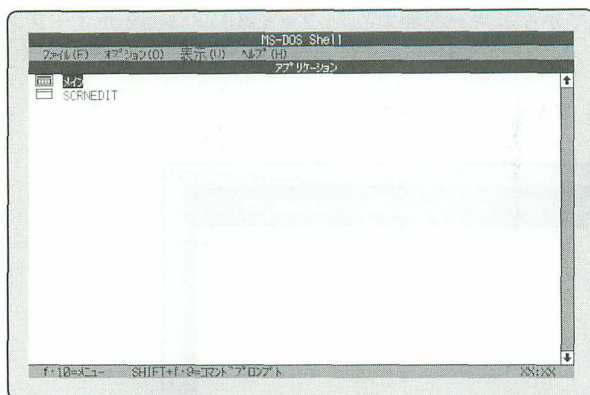 MS-DOS Shell
ﾌｧｲﾙ(F) ｵﾌﾟｼｮﾝ(O) 表示(V) ﾍﾙﾌﾟ(H)
ｱﾌﾟﾘｹｰｼｮﾝ
ﾒｲﾝ
SCRNEDIT
f･10=ﾒﾆｭｰ SHIFT+f･9=ｺﾏﾝﾄﾞﾌﾟﾛﾝﾌﾟﾄ XX:XX